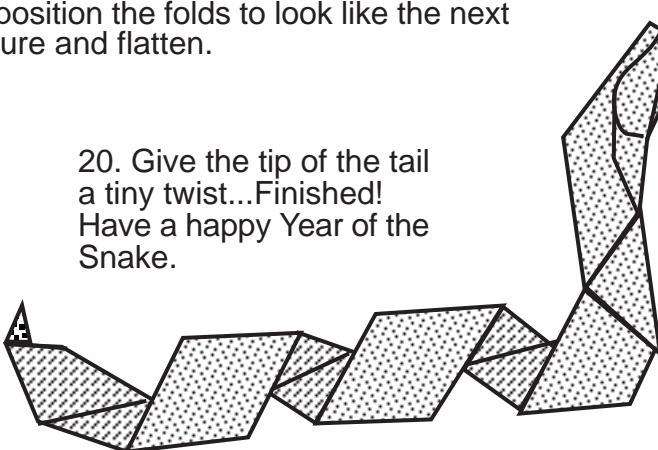 position the folds to look like the next
ure and flatten.
20. Give the tip of the tail
a tiny twist...Finished!
Have a happy Year of the
Snake.